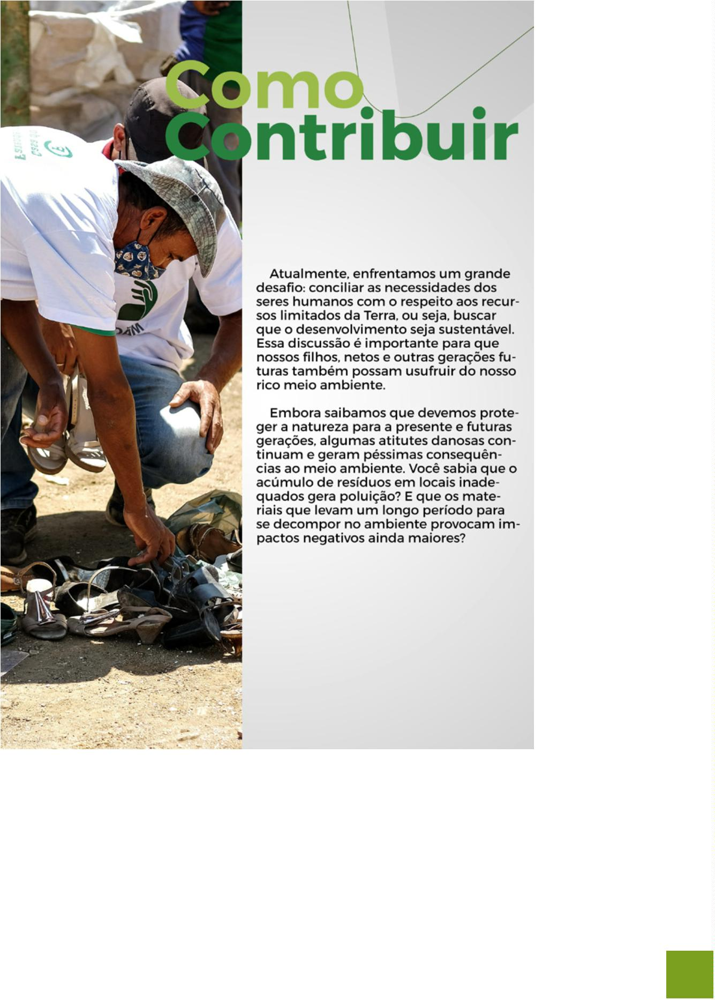 Como
Contribuir
Atualmente, enfrentamos um grande
desafio: conciliar as necessidades dos
seres humanos com o respeito aos recur-
sos limitados da Terra, ou seja, buscar
que o desenvolvimento seja sustentável.
Essa discussão é importante para que
nossos filhos, netos e outras gerações fu-
turas também possam usufruir do nosso
rico meio ambiente.
Embora saibamos que devemos prote-
ger a natureza para a presente e futuras
gerações, algumas atitutes danosas con-
tinuam e geram péssimas consequên-
cias ao meio ambiente. Você sabia que o
acúmulo de resíduos em locais inade-
quados gera poluição? E que os mate-
riais que levam um longo período para
se decompor no ambiente provocam im-
pactos negativos ainda maiores?